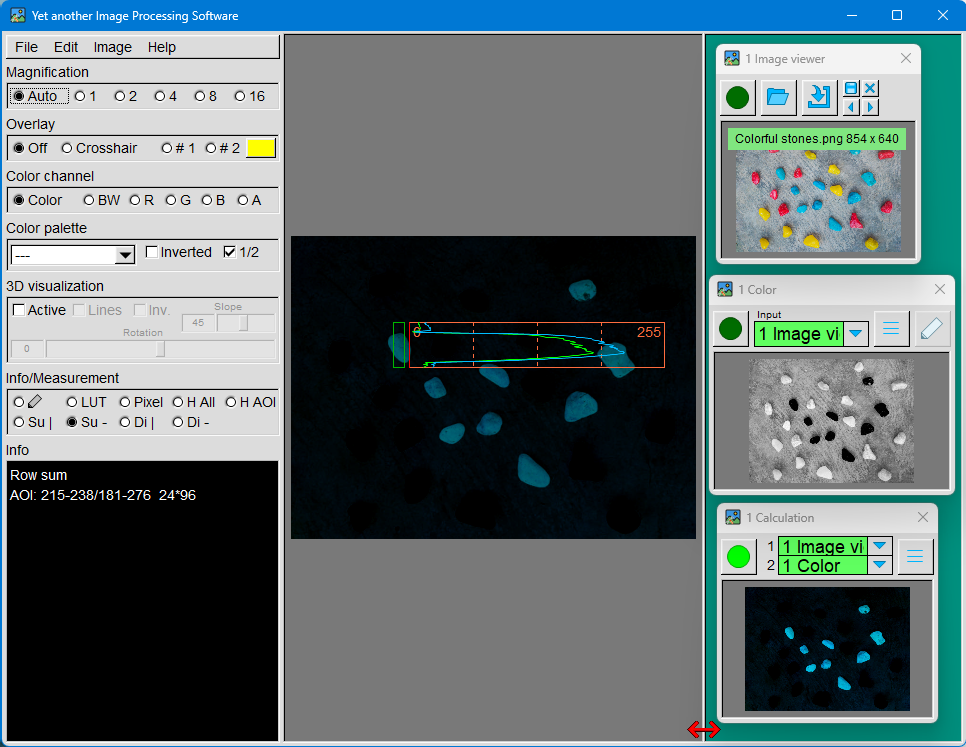 Yet another Image Processing Software
File Edit Image Help
Magnification
Auto 1 2 4 8 16
Overlay
Off Crosshair # 1 # 2
Color channel
Color BW R G B A
Color palette
--- Inverted 1/2
3D visualization
Active Lines Inv. Slope
45
Rotation
0
Info/Measurement
LUT Pixel H All H AOI
Su | Su - Di | Di -
Info
Row sum
AOI: 215-238/181-276 24*96
0 255
1 Image viewer
Colorful stones.png 854 x 640
1 Color
Input
1 Image vi
1 Calculation
1 1 Image vi
2 1 Color